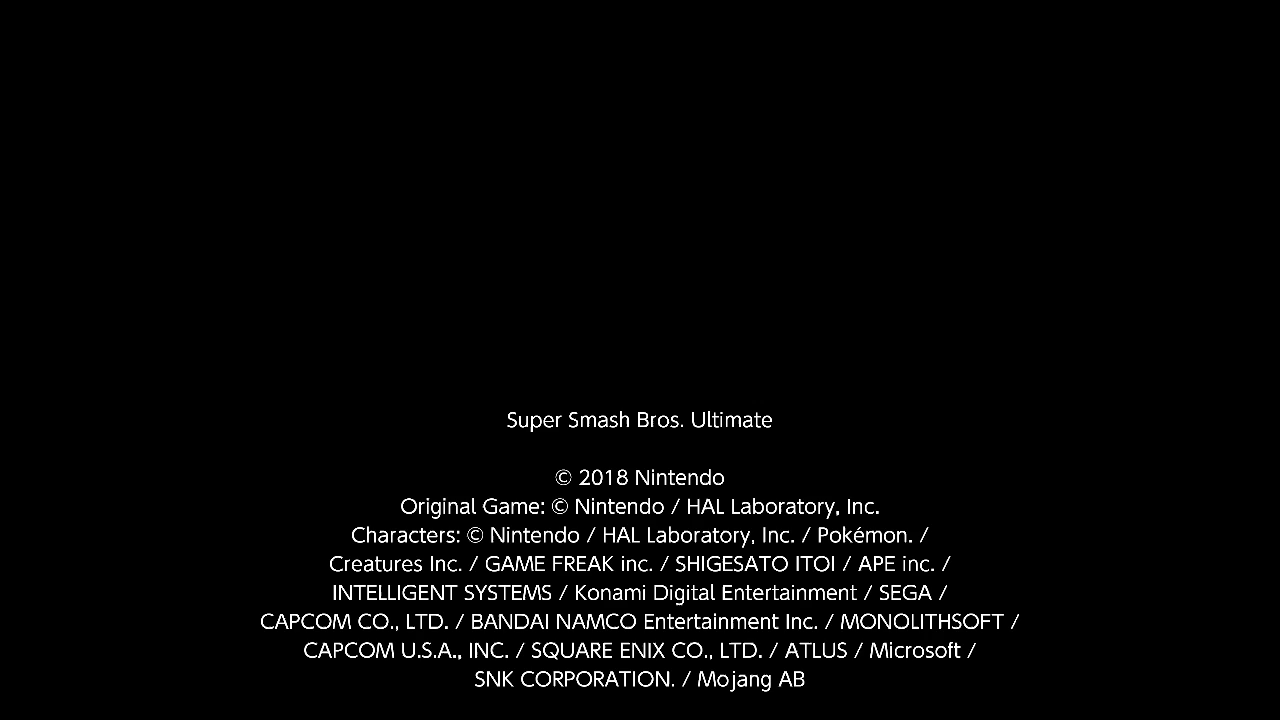 Super Smash Bros. Ultimate
© 2018 Nintendo
Original Game: © Nintendo / HAL Laboratory, Inc.
Characters: © Nintendo / HAL Laboratory, Inc. / Pokémon. /
Creatures Inc. / GAME FREAK inc. / SHIGESATO ITOI / APE inc. /
INTELLIGENT SYSTEMS / Konami Digital Entertainment / SEGA /
CAPCOM CO., LTD. / BANDAI NAMCO Entertainment Inc. / MONOLITHSOFT /
CAPCOM U.S.A., INC. / SQUARE ENIX CO., LTD. / ATLUS / Microsoft /
SNK CORPORATION. / Mojang AB